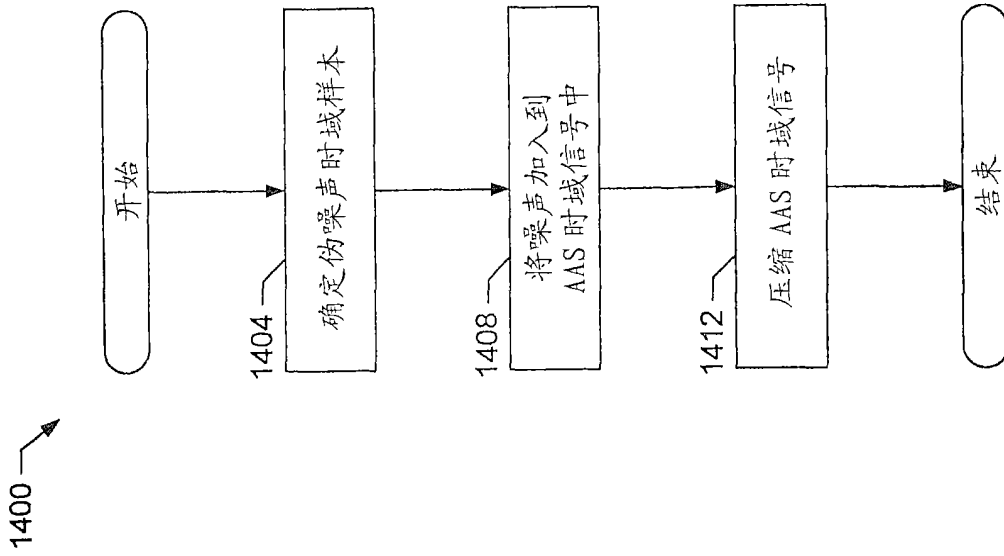 1400
开始
1404
确定伪噪声时域样本
1408
将噪声加入到
AAS 时域信号中
1412
压缩 AAS 时域信号
结束